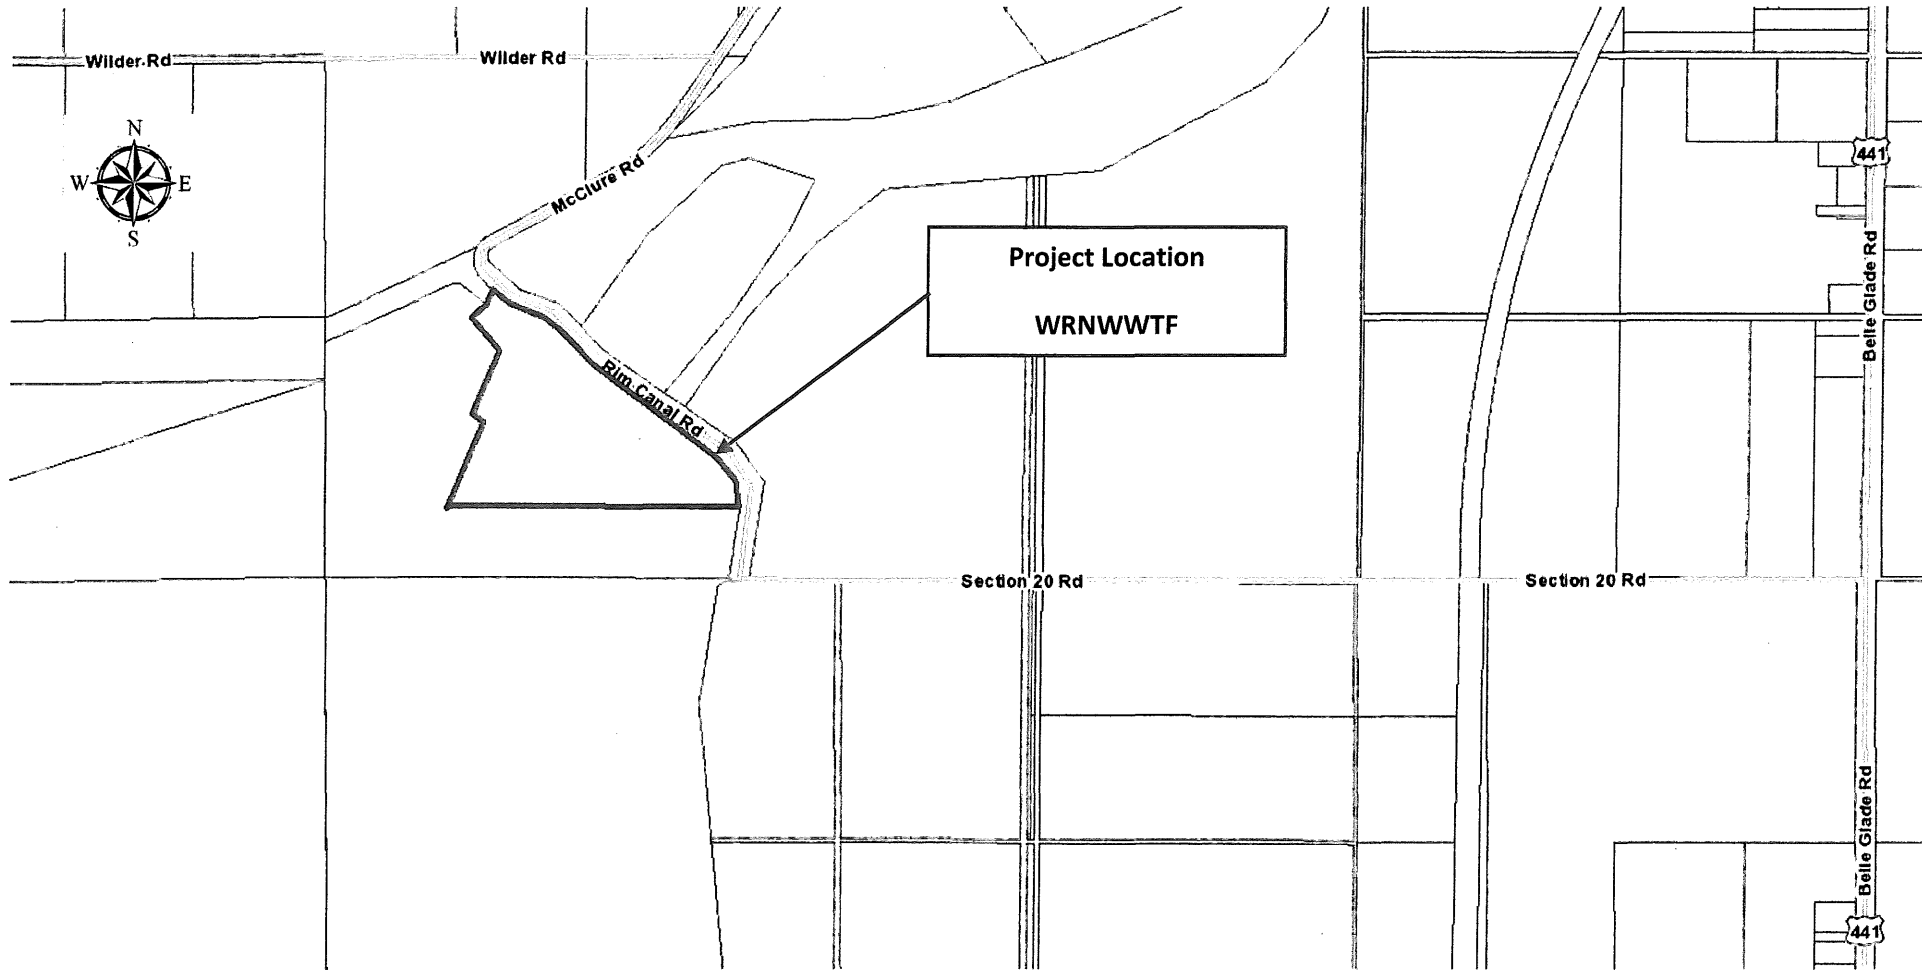 Wilder Rd
Wilder Rd
N
W
E
S
McClure Rd
441
Project Location
WRNWWTF
Belle Glade Rd
Rim Canal Rd
Section 20 Rd
Section 20 Rd
Belle Glade Rd
441